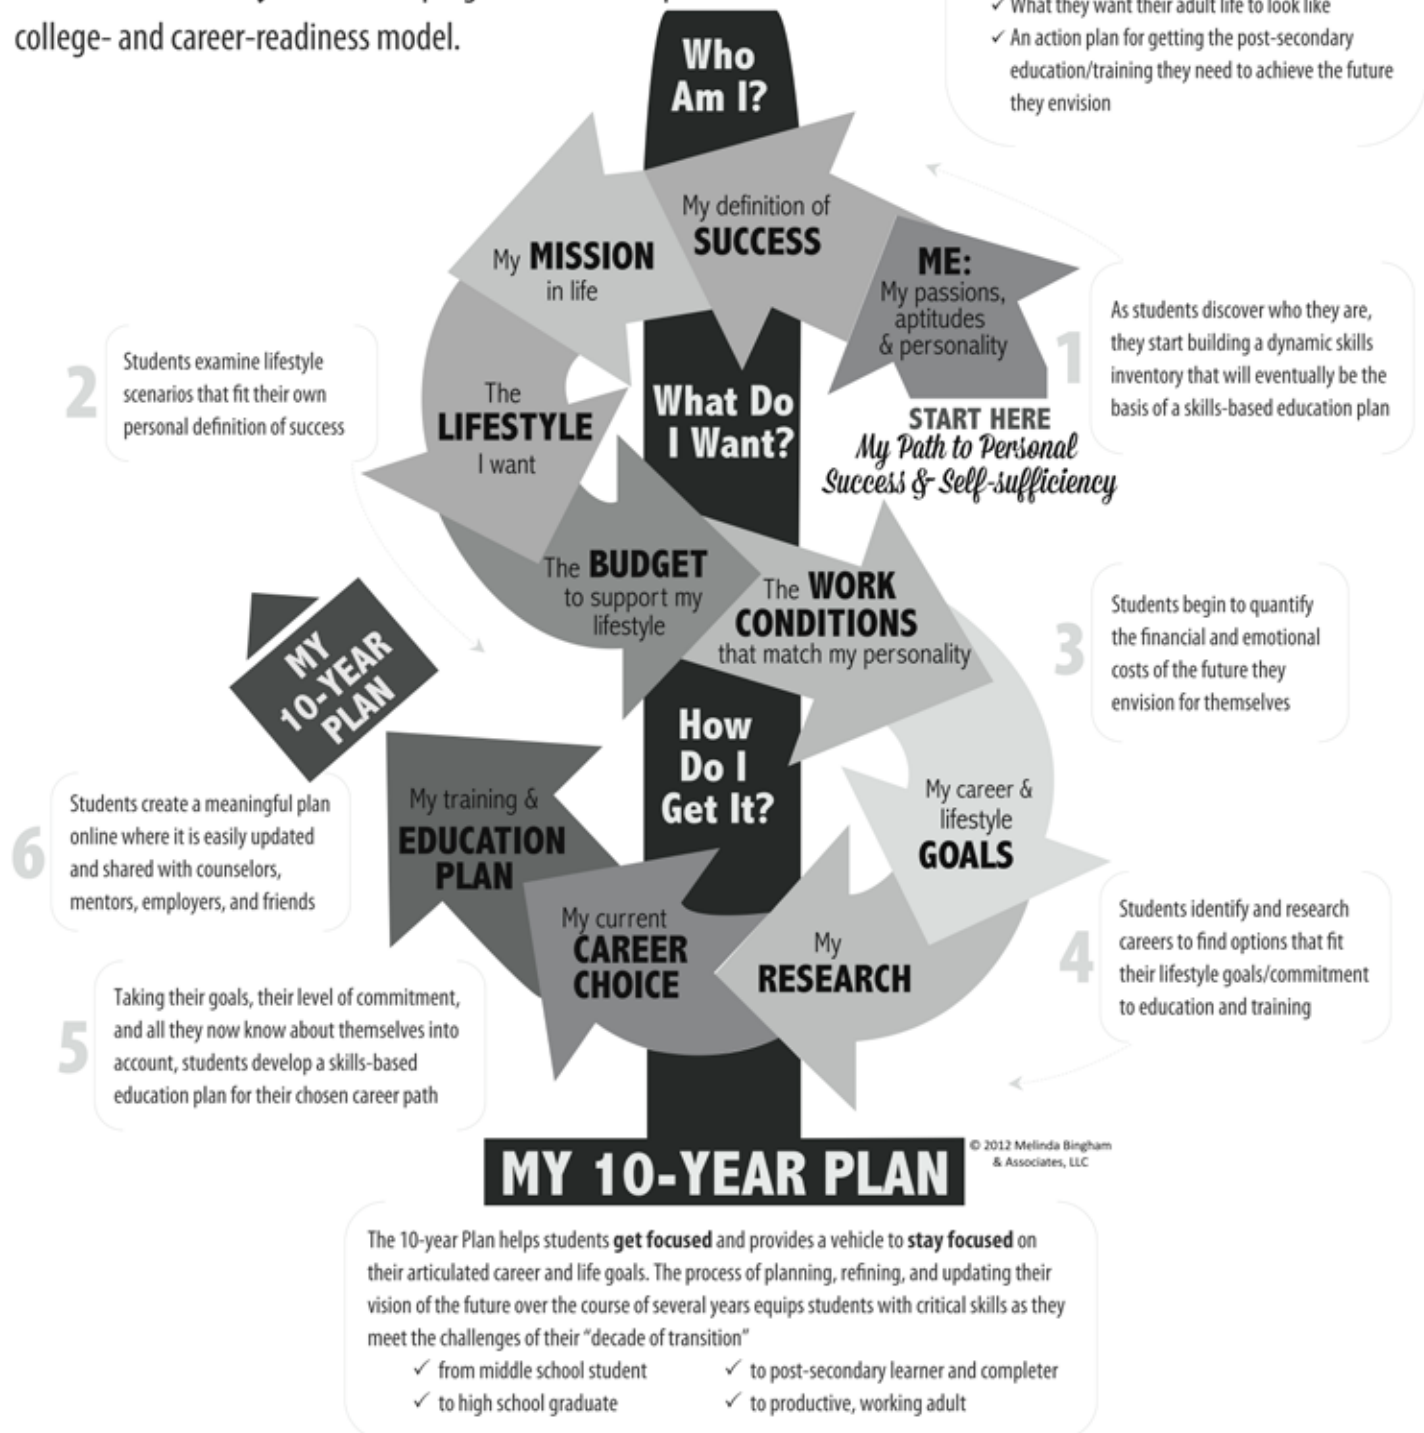 college- and career-readiness model.
✓ What they want their adult life to look like
✓ An action plan for getting the post-secondary
education/training they need to achieve the future
they envision
Who
Am I?
My definition of
SUCCESS
My MISSION
in life
ME:
My passions,
aptitudes
& personality
START HERE
My Path to Personal
Success & Self-sufficiency
1
As students discover who they are,
they start building a dynamic skills
inventory that will eventually be the
basis of a skills-based education plan
2
Students examine lifestyle
scenarios that fit their own
personal definition of success
The
LIFESTYLE
I want
What Do
I Want?
The BUDGET
to support my
lifestyle
The WORK
CONDITIONS
that match my personality
3
Students begin to quantify
the financial and emotional
costs of the future they
envision for themselves
MY
10-YEAR
PLAN
How
Do I
Get It?
My career &
lifestyle
GOALS
My training &
EDUCATION
PLAN
6
Students create a meaningful plan
online where it is easily updated
and shared with counselors,
mentors, employers, and friends
4
Students identify and research
careers to find options that fit
their lifestyle goals/commitment
to education and training
My current
CAREER
CHOICE
My
RESEARCH
5
Taking their goals, their level of commitment,
and all they now know about themselves into
account, students develop a skills-based
education plan for their chosen career path
MY 10-YEAR PLAN
© 2012 Melinda Bingham
& Associates, LLC
The 10-year Plan helps students get focused and provides a vehicle to stay focused on
their articulated career and life goals. The process of planning, refining, and updating their
vision of the future over the course of several years equips students with critical skills as they
meet the challenges of their “decade of transition”
✓ from middle school student
✓ to high school graduate
✓ to post-secondary learner and completer
✓ to productive, working adult